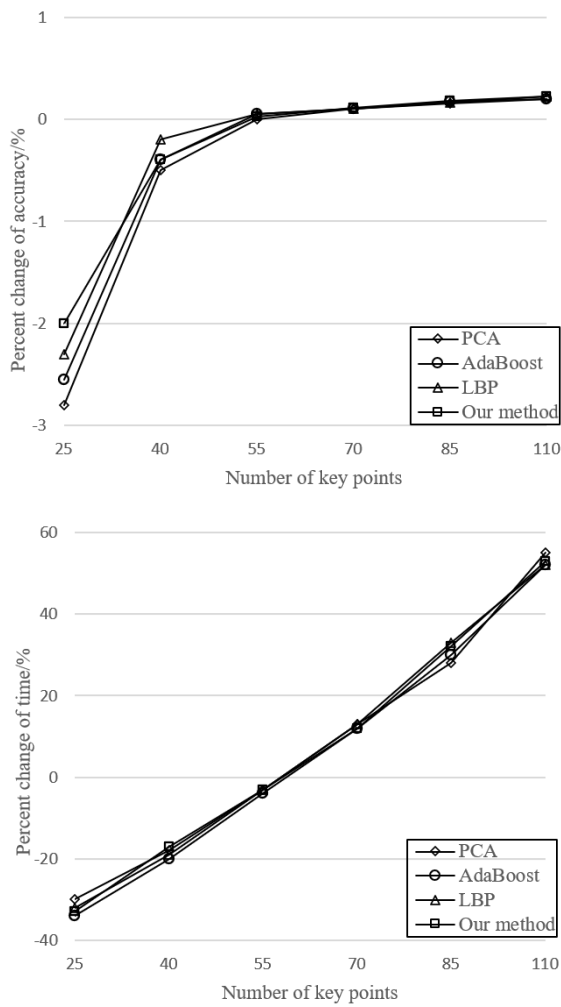 1
0
-1
-2
-3
Percent change of accuracy/%
PCA
AdaBoost
LBP
Our method
25 40 55 70 85 110
Number of key points
60
40
20
0
-20
-40
Percent change of time/%
PCA
AdaBoost
LBP
Our method
25 40 55 70 85 110
Number of key points